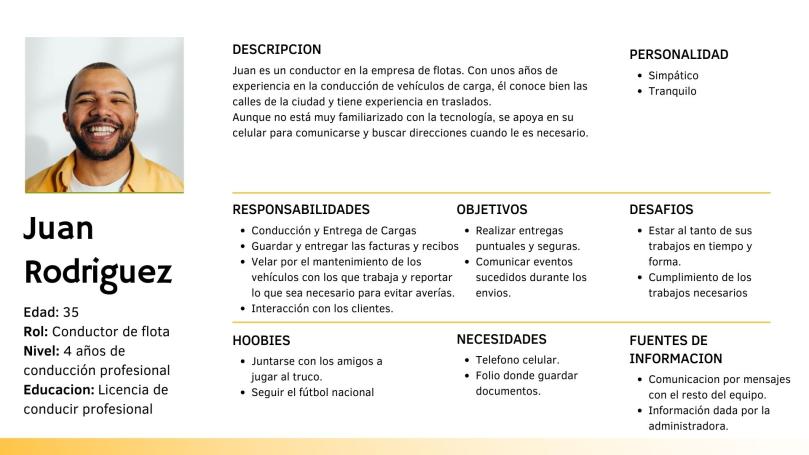 Juan
Rodriguez
Edad: 35
Rol: Conductor de flota
Nivel: 4 años de
conducción profesional
Educacion: Licencia de
conducir profesional
DESCRIPCION
Juan es un conductor en la empresa de flotas. Con unos años de
experiencia en la conducción de vehículos de carga, él conoce bien las
calles de la ciudad y tiene experiencia en traslados.
Aunque no está muy familiarizado con la tecnología, se apoya en su
celular para comunicarse y buscar direcciones cuando le es necesario.
PERSONALIDAD
• Simpático
• Tranquilo
RESPONSABILIDADES
• Conducción y Entrega de Cargas
• Guardar y entregar las facturas y recibos
• Velar por el mantenimiento de los
vehículos con los que trabaja y reportar
lo que sea necesario para evitar averías.
• Interacción con los clientes.
OBJETIVOS
• Realizar entregas
puntuales y seguras.
• Comunicar eventos
sucedidos durante los
envios.
DESAFIOS
• Estar al tanto de sus
trabajos en tiempo y
forma.
• Cumplimiento de los
trabajos necesarios
HOOBIES
• Juntarse con los amigos a
jugar al truco.
• Seguir el fútbol nacional
NECESIDADES
• Telefono celular.
• Folio donde guardar
documentos.
FUENTES DE
INFORMACION
• Comunicacion por mensajes
con el resto del equipo.
• Información dada por la
administradora.